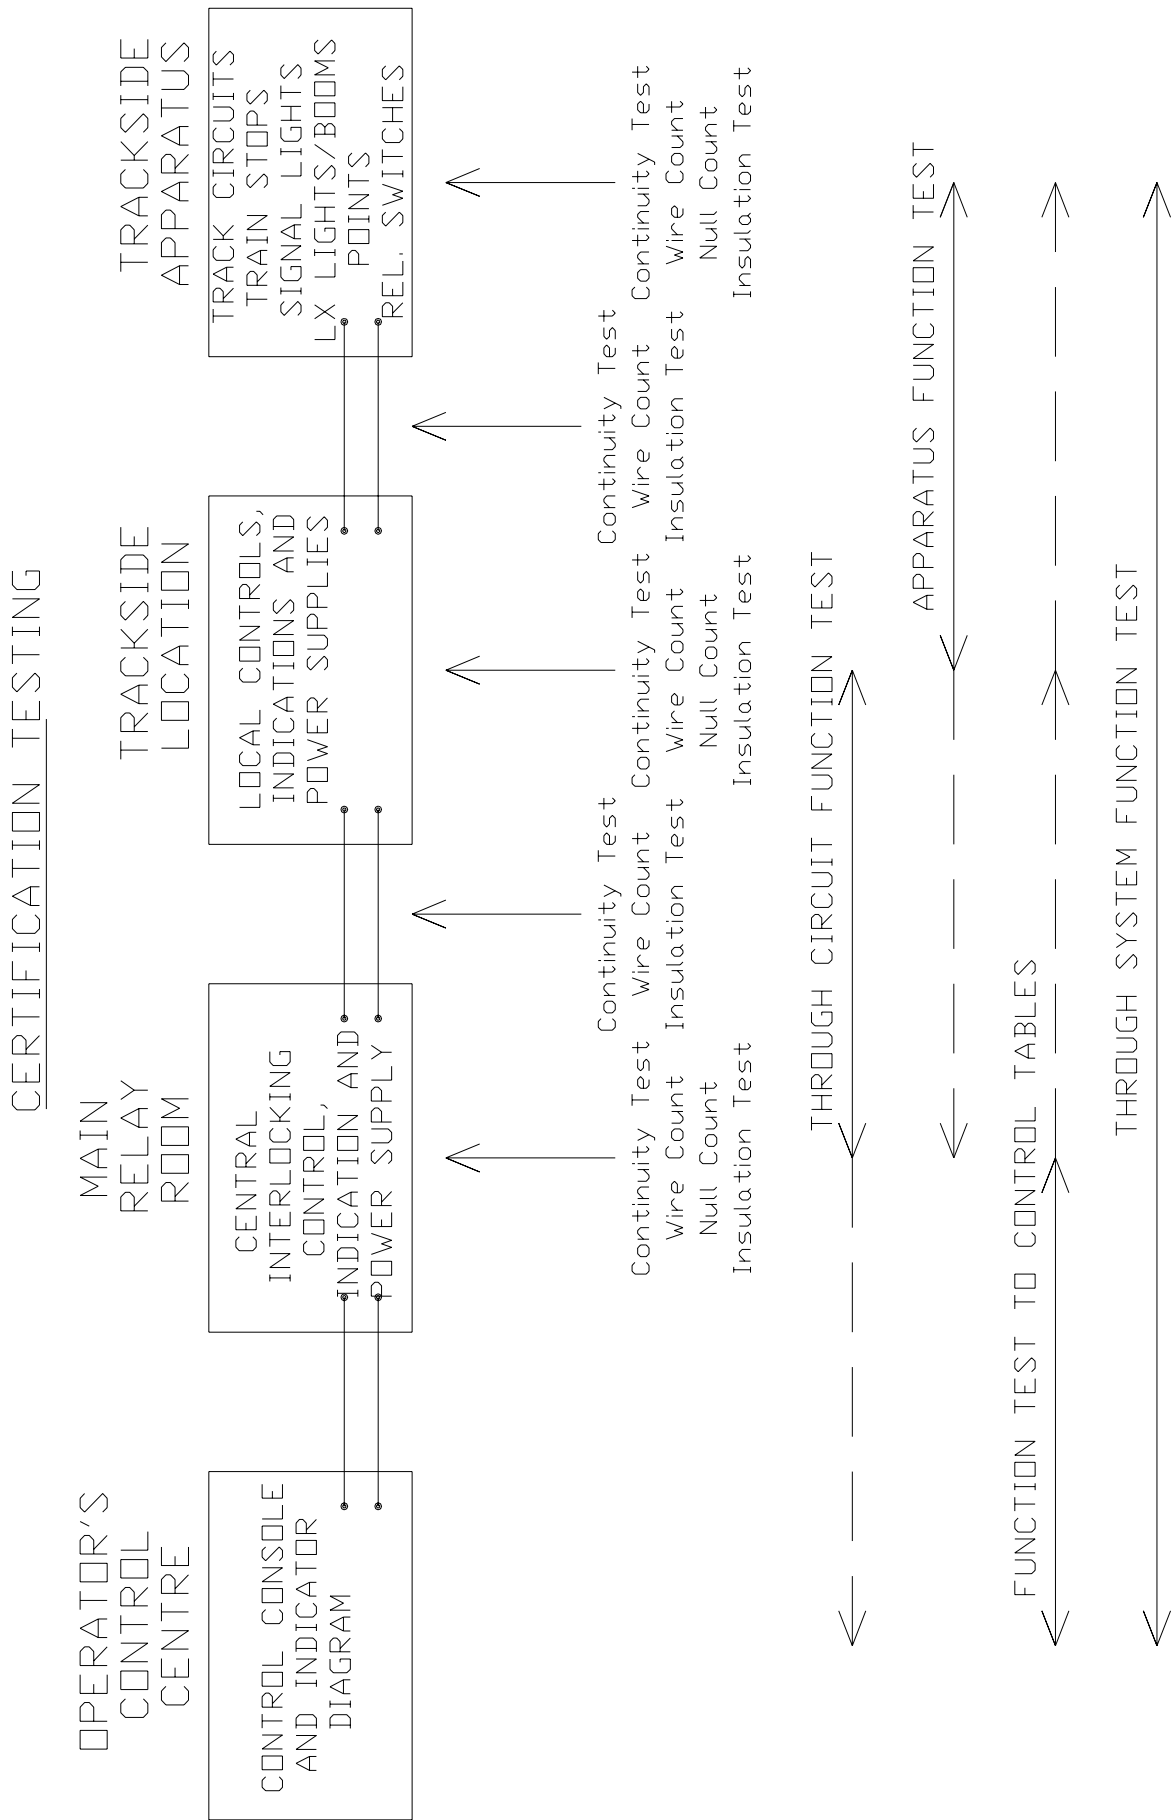 CERTIFICATION TESTING
OPERATOR'S
CONTROL
CENTRE
MAIN
RELAY
ROOM
TRACKSIDE
LOCATION
TRACKSIDE
APPARATUS
CONTROL CONSOLE
AND INDICATOR
DIAGRAM
CENTRAL
INTERLOCKING
CONTROL,
INDICATION AND
POWER SUPPLY
LOCAL CONTROLS,
INDICATIONS AND
POWER SUPPLIES
TRACK CIRCUITS
TRAIN STOPS
SIGNAL LIGHTS
LX LIGHTS/BOOMS
POINTS
REL. SWITCHES
Continuity Test
Wire Count
Null Count
Insulation Test
Continuity Test
Wire Count
Insulation Test
Continuity Test
Wire Count
Null Count
Insulation Test
Continuity Test
Wire Count
Insulation Test
Continuity Test
Wire Count
Null Count
Insulation Test
THROUGH CIRCUIT FUNCTION TEST
APPARATUS FUNCTION TEST
FUNCTION TEST TO CONTROL TABLES
THROUGH SYSTEM FUNCTION TEST